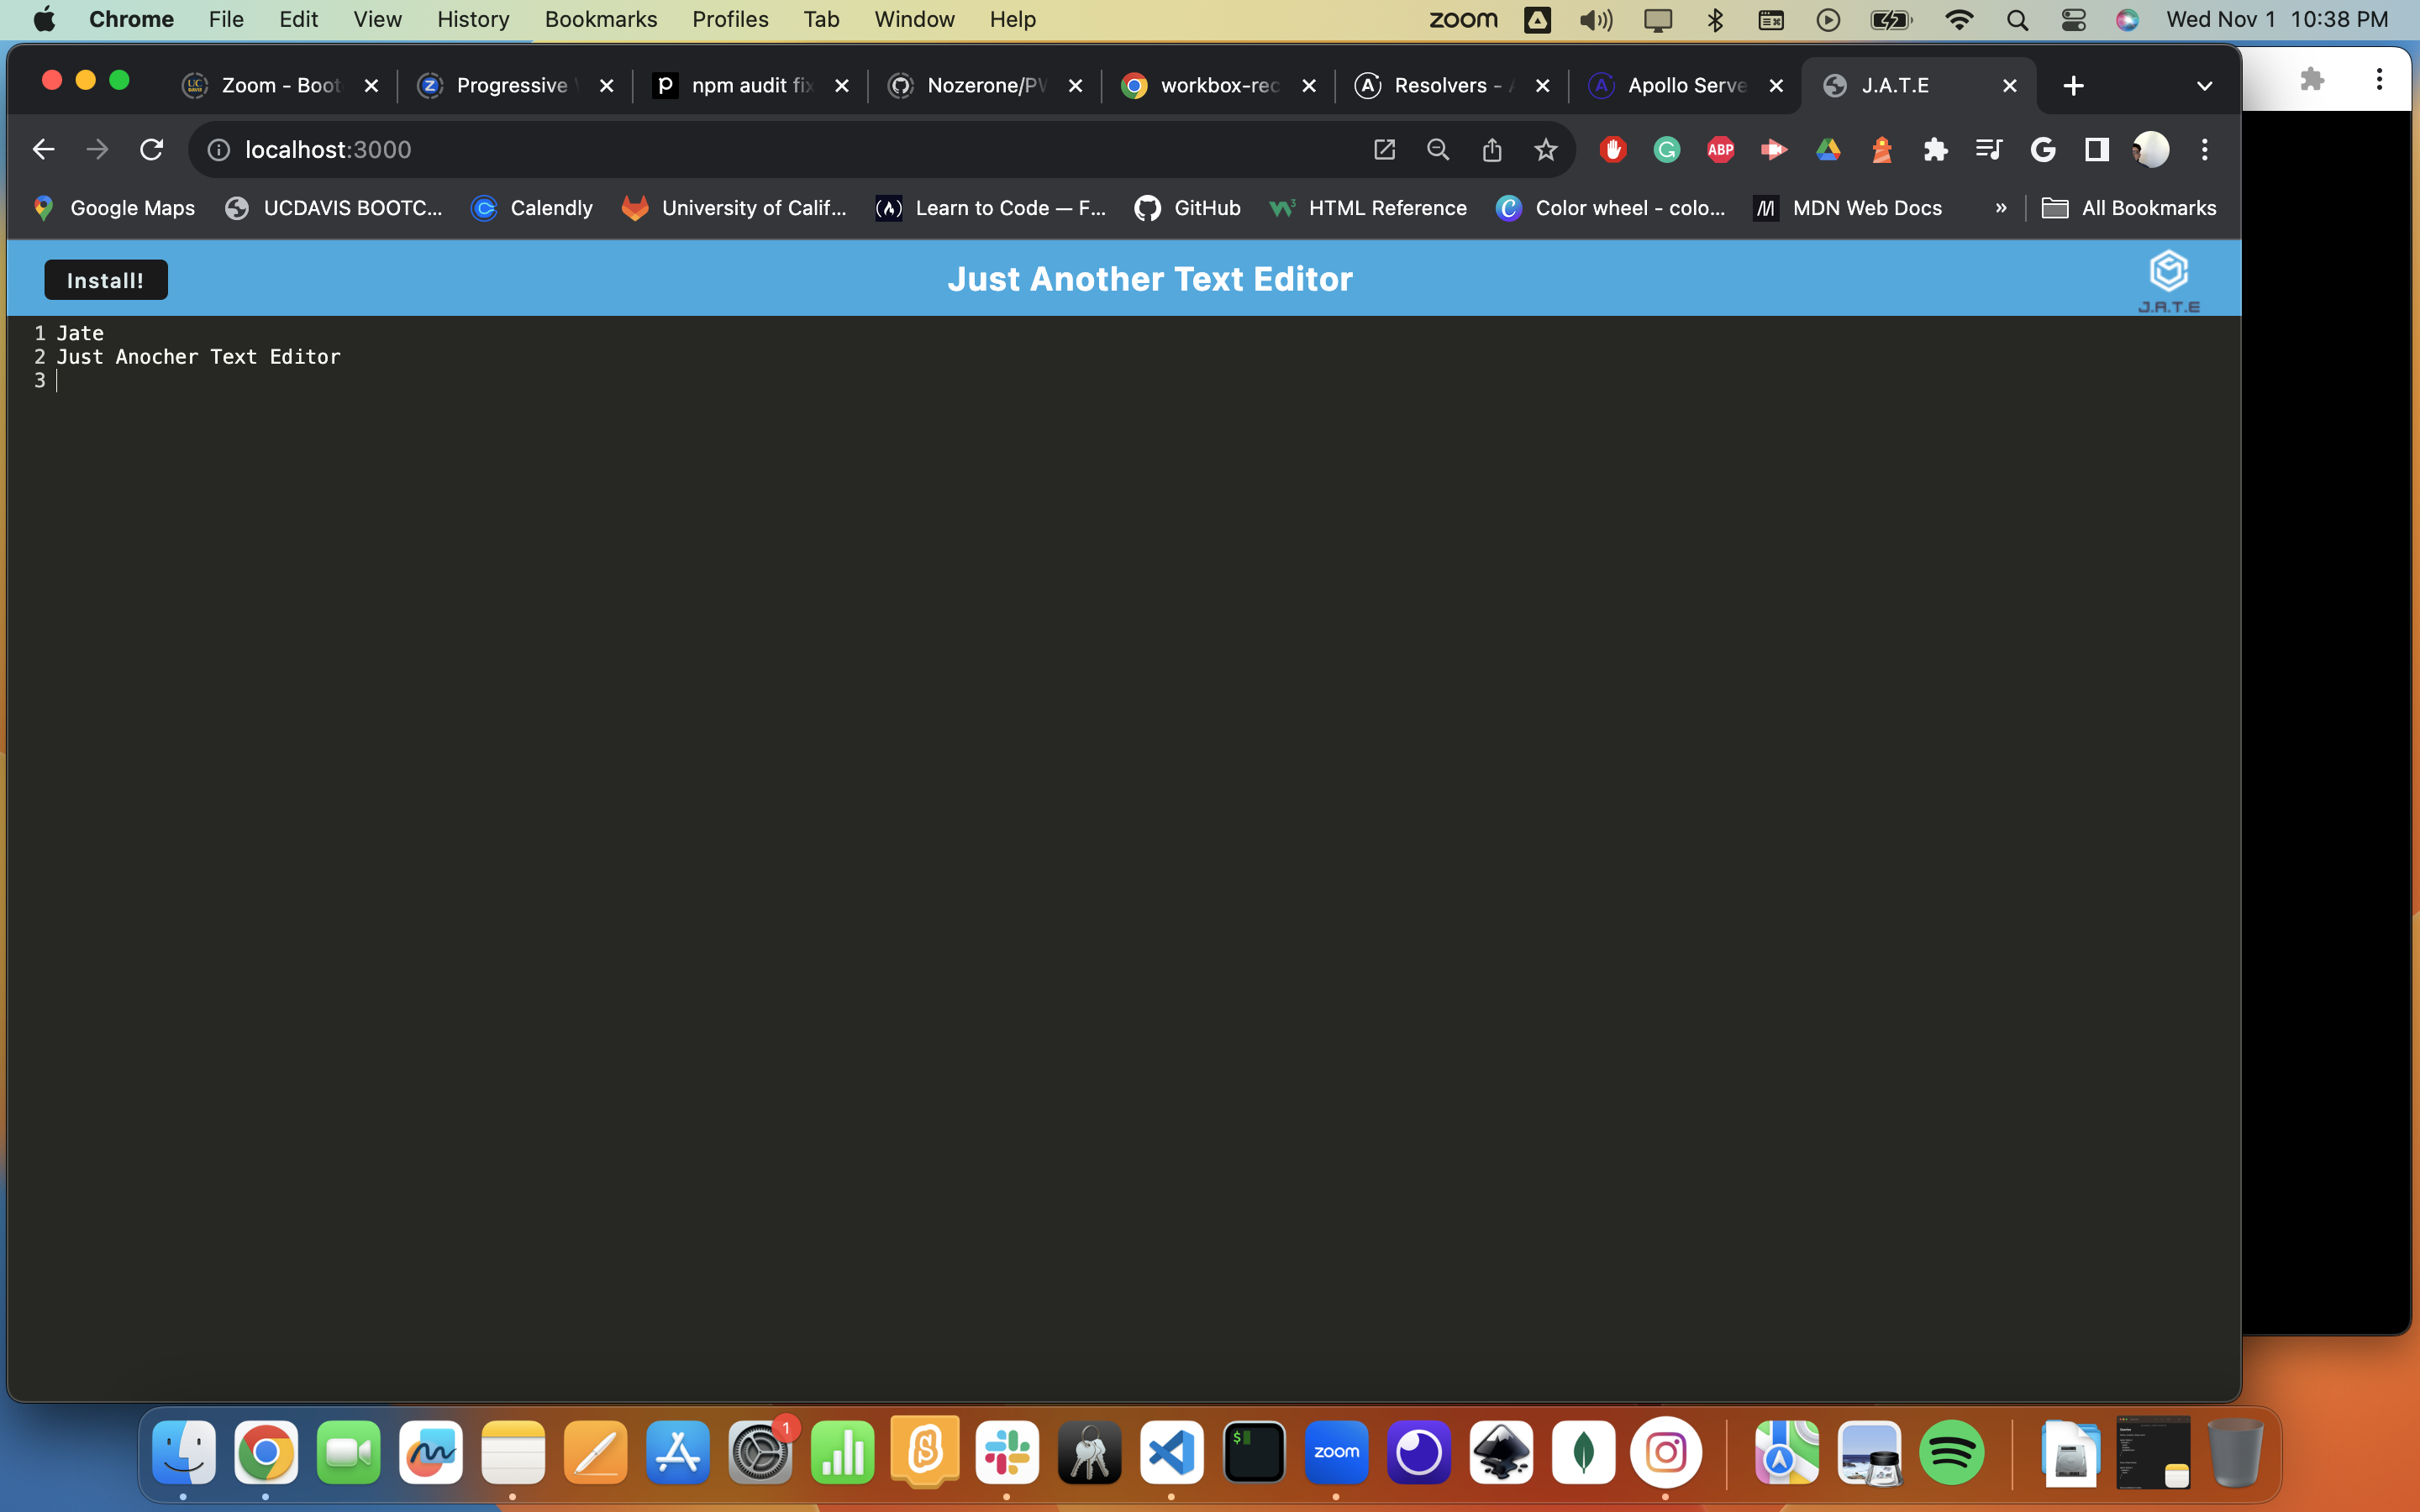 Chrome File Edit View History Bookmarks Profiles Tab Window Help zoom Wed Nov 1 10:38 PM
Zoom - Boot Progressive npm audit fix Nozerone/PW workbox-rec Resolvers - Apollo Serve J.A.T.E
localhost:3000 ABP
Google Maps UCDAVIS BOOTC... Calendly University of Calif... Learn to Code — F... GitHub HTML Reference Color wheel - colo... MDN Web Docs » All Bookmarks
Install! Just Another Text Editor J.A.T.E
1 Jate
2 Just Anocher Text Editor
3
1
zoom